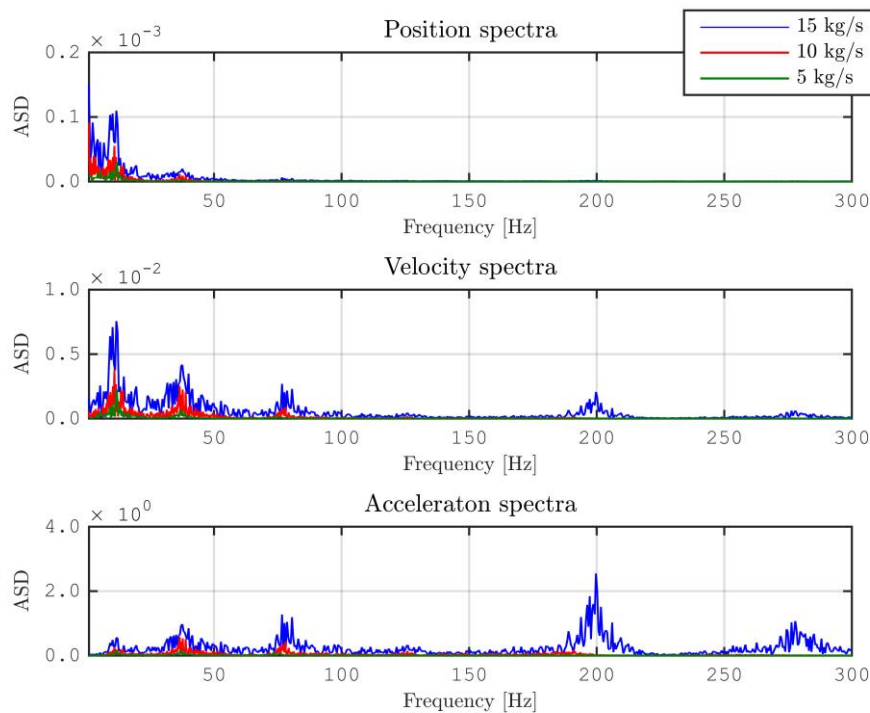 × 10⁻³
Position spectra
15 kg/s
10 kg/s
5 kg/s
0.2
0.1
0.0
ASD
50 100 150 200 250 300
Frequency [Hz]
× 10⁻²
Velocity spectra
1.0
0.5
0.0
ASD
50 100 150 200 250 300
Frequency [Hz]
× 10⁰
Acceleraton spectra
4.0
2.0
0.0
ASD
50 100 150 200 250 300
Frequency [Hz]